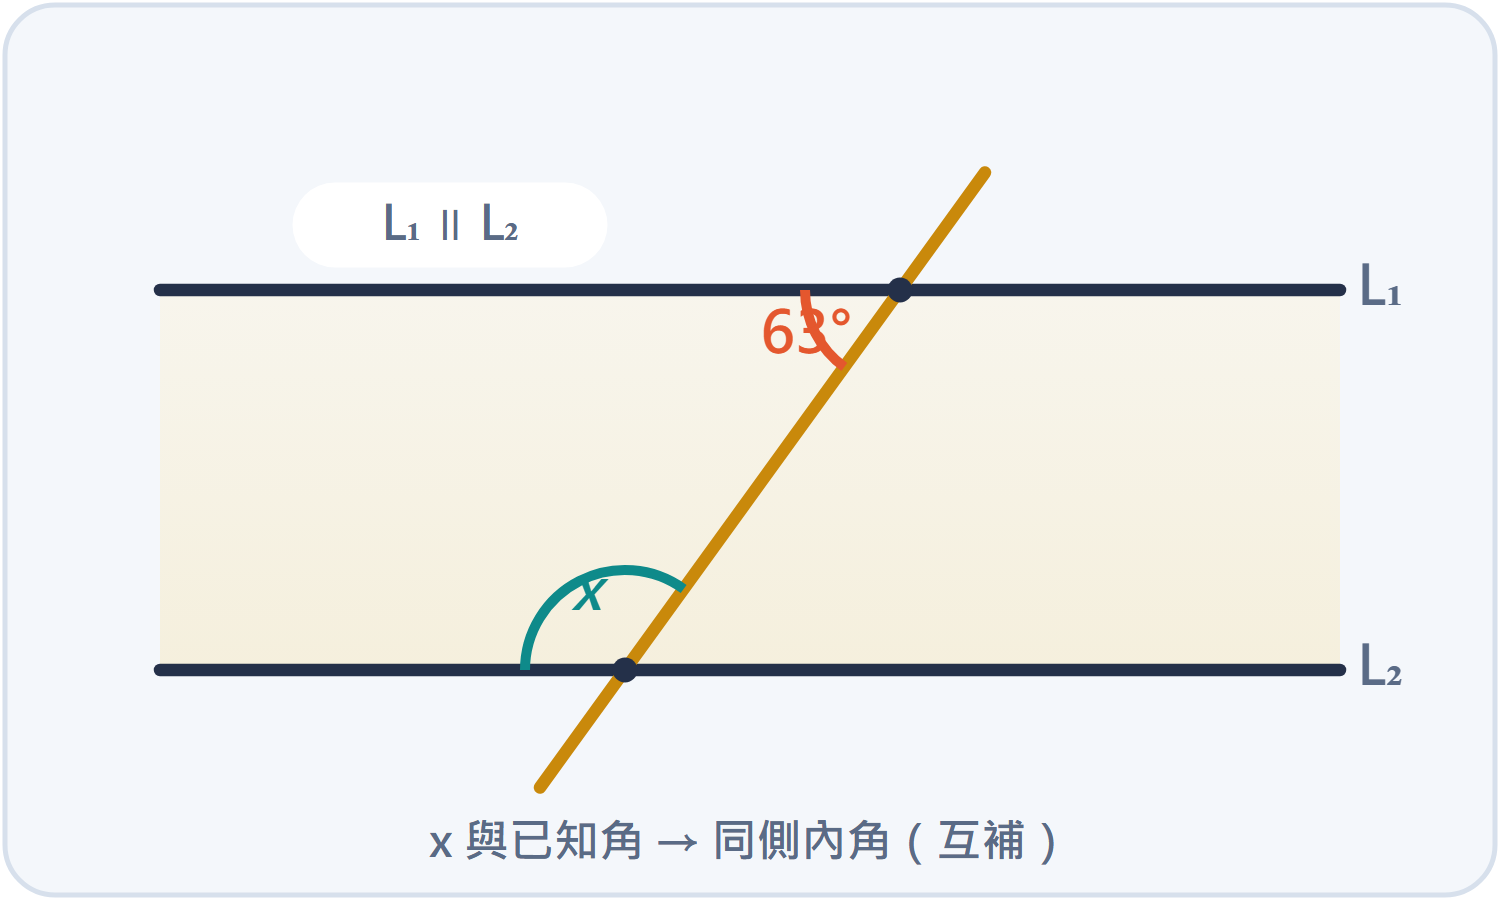 L₁ ∥ L₂
L₁
63°
x
L₂
x 與已知角 → 同側內角 ( 互補 )